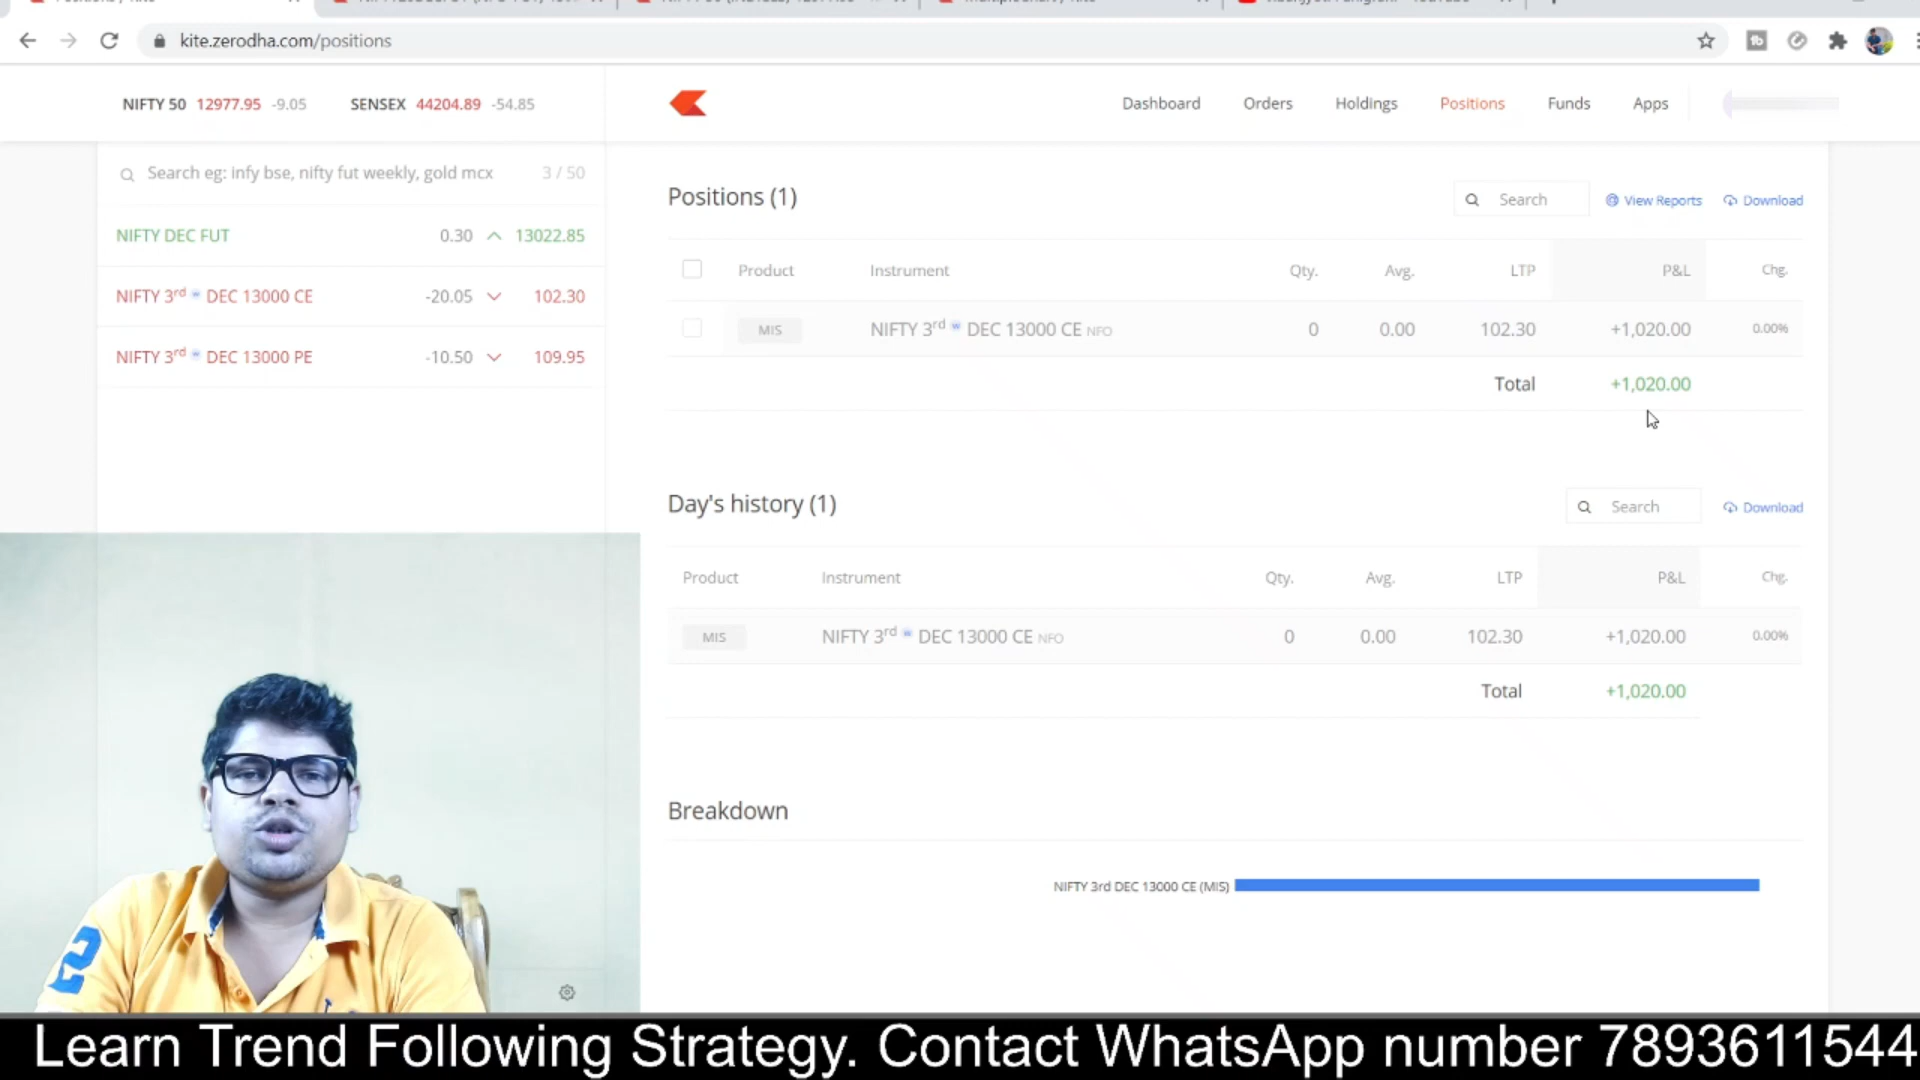 kite.zerodha.com/positions
NIFTY 50 12977.95 -9.05 SENSEX 44204.89 -54.85
Dashboard Orders Holdings Positions Funds Apps
Search eg: infy bse, nifty fut weekly, gold mcx 3 / 50
NIFTY DEC FUT 0.30 13022.85
NIFTY 3rd w DEC 13000 CE -20.05 102.30
NIFTY 3rd w DEC 13000 PE -10.50 109.95
Positions (1)
Search View Reports Download
Product Instrument Qty. Avg. LTP P&L Chg.
MIS NIFTY 3rd w DEC 13000 CE NFO 0 0.00 102.30 +1,020.00 0.00%
Total +1,020.00
Day's history (1)
Search Download
Product Instrument Qty. Avg. LTP P&L Chg.
MIS NIFTY 3rd w DEC 13000 CE NFO 0 0.00 102.30 +1,020.00 0.00%
Total +1,020.00
Breakdown
NIFTY 3rd DEC 13000 CE (MIS)
2
Learn Trend Following Strategy. Contact WhatsApp number 7893611544